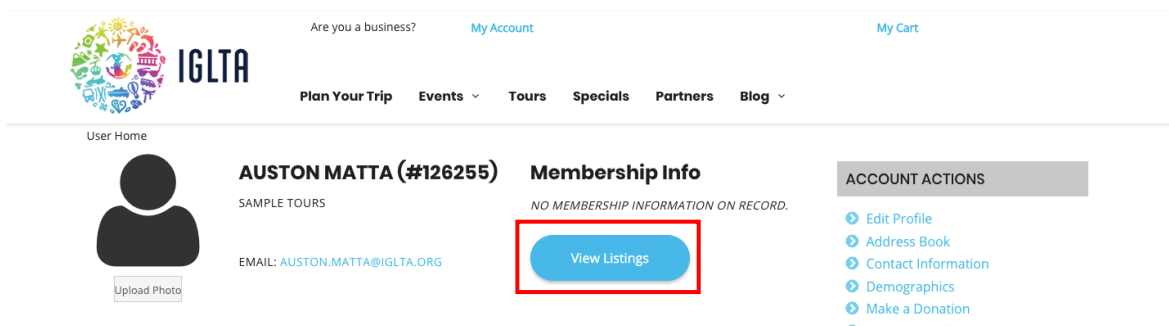 Are you a business? My Account My Cart
IGLTA
Plan Your Trip Events Tours Specials Partners Blog
User Home
AUSTON MATTA (#126255)
SAMPLE TOURS
EMAIL: AUSTON.MATTA@IGLTA.ORG
Upload Photo
Membership Info
NO MEMBERSHIP INFORMATION ON RECORD.
View Listings
ACCOUNT ACTIONS
Edit Profile
Address Book
Contact Information
Demographics
Make a Donation